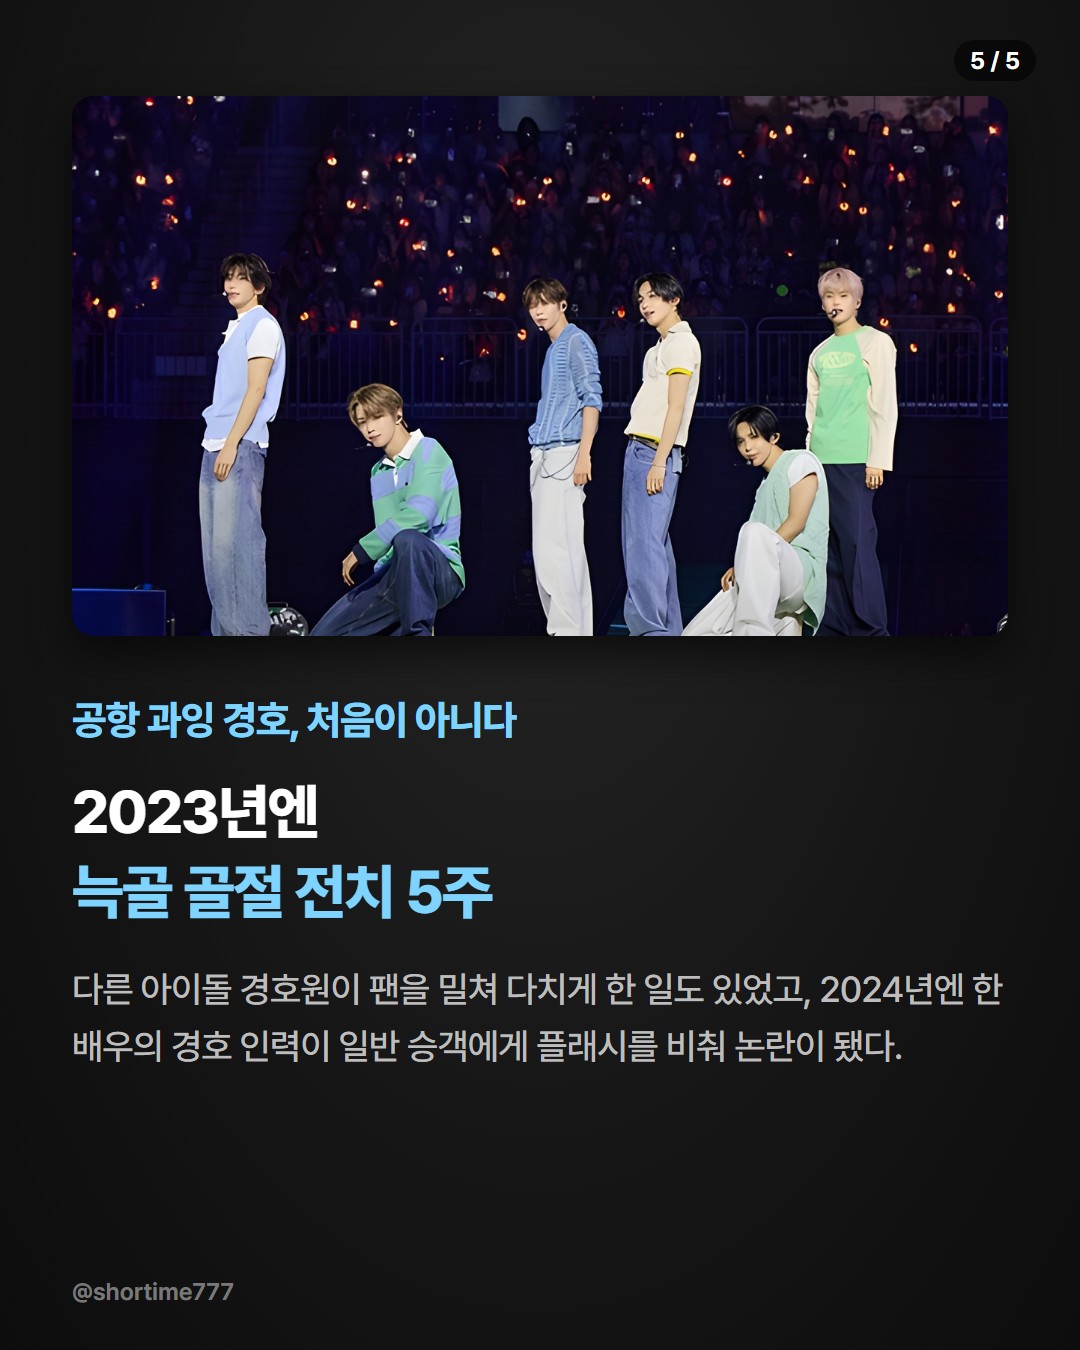 5 / 5
공항 과잉 경호, 처음이 아니다
2023년엔
늑골 골절 전치 5주
다른 아이돌 경호원이 팬을 밀쳐 다치게 한 일도 있었고, 2024년엔 한
배우의 경호 인력이 일반 승객에게 플래시를 비춰 논란이 됐다.
@shortime777